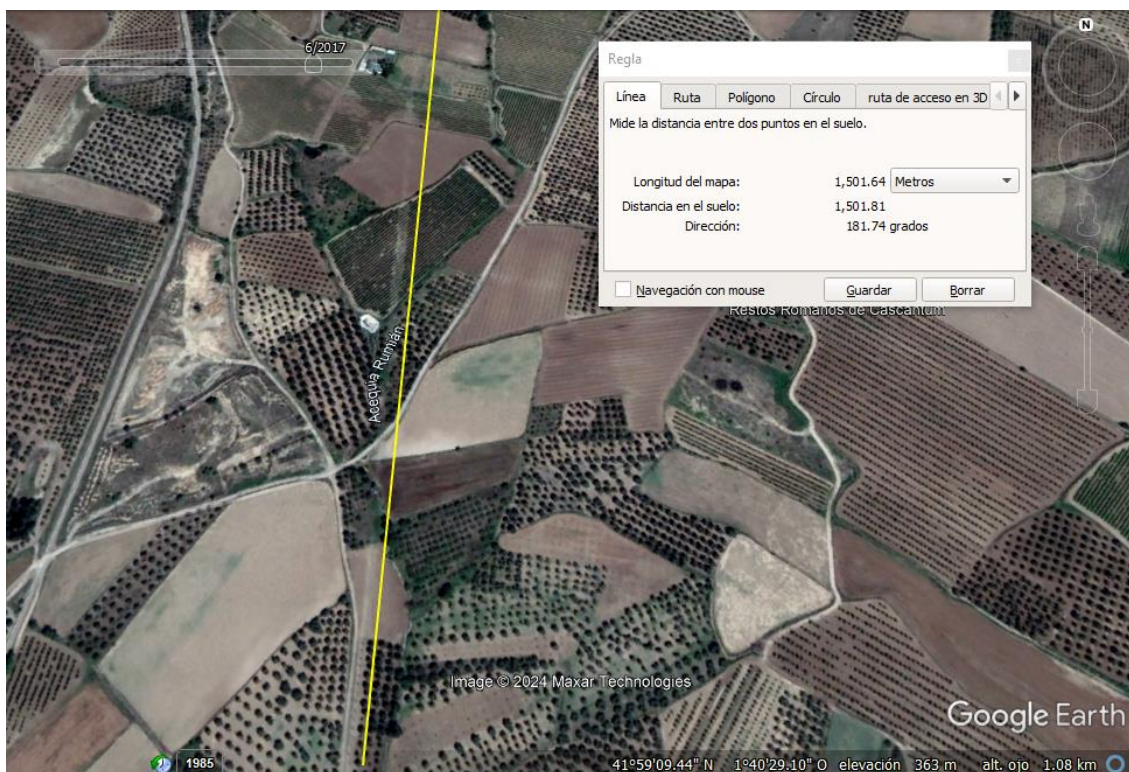 6/2017
N
Regla
Línea Ruta Polígono Círculo ruta de acceso en 3D
Mide la distancia entre dos puntos en el suelo.
Longitud del mapa: 1,501.64 Metros
Distancia en el suelo: 1,501.81
Dirección: 181.74 grados
Navegación con mouse Guardar Borrar
Restos Romanos de Cascantum
Acequia Rumián
Image © 2024 Maxar Technologies
Google Earth
1985
41°59'09.44" N 1°40'29.10" O elevación 363 m alt. ojo 1.08 km